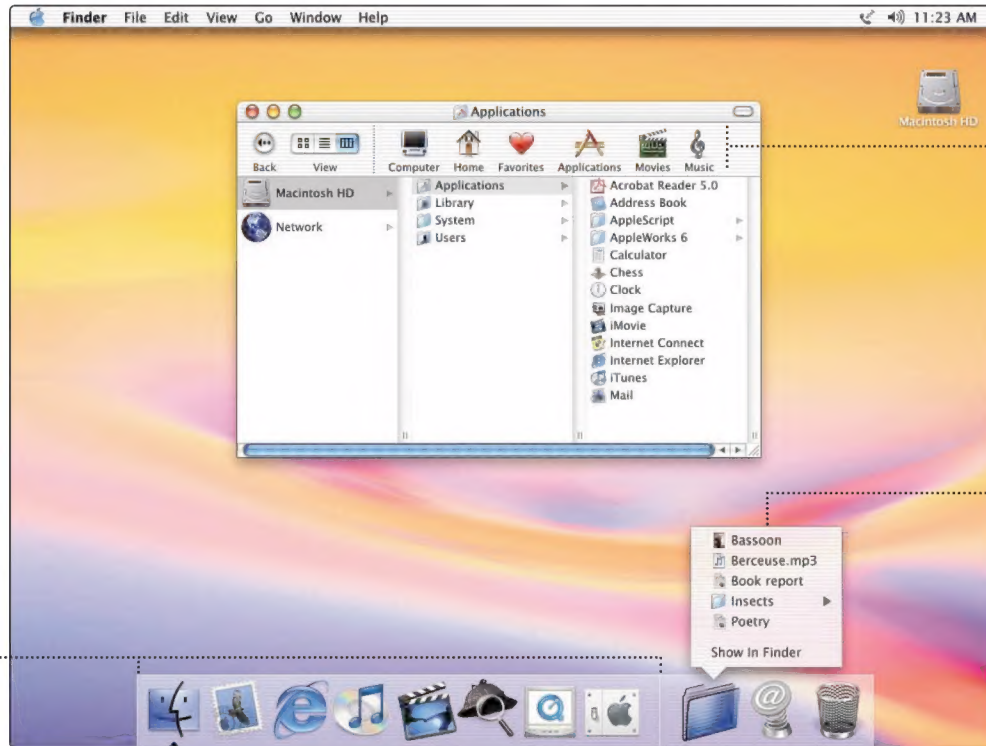 Finder File Edit View Go Window Help 11:23 AM
Macintosh HD
Applications
Back View Computer Home Favorites Applications Movies Music
Macintosh HD
Network
Applications
Library
System
Users
Acrobat Reader 5.0
Address Book
AppleScript
AppleWorks 6
Calculator
Chess
Clock
Image Capture
iMovie
Internet Connect
Internet Explorer
iTunes
Mail
Bassoon
Berceuse.mp3
Book report
Insects
Poetry
Show In Finder